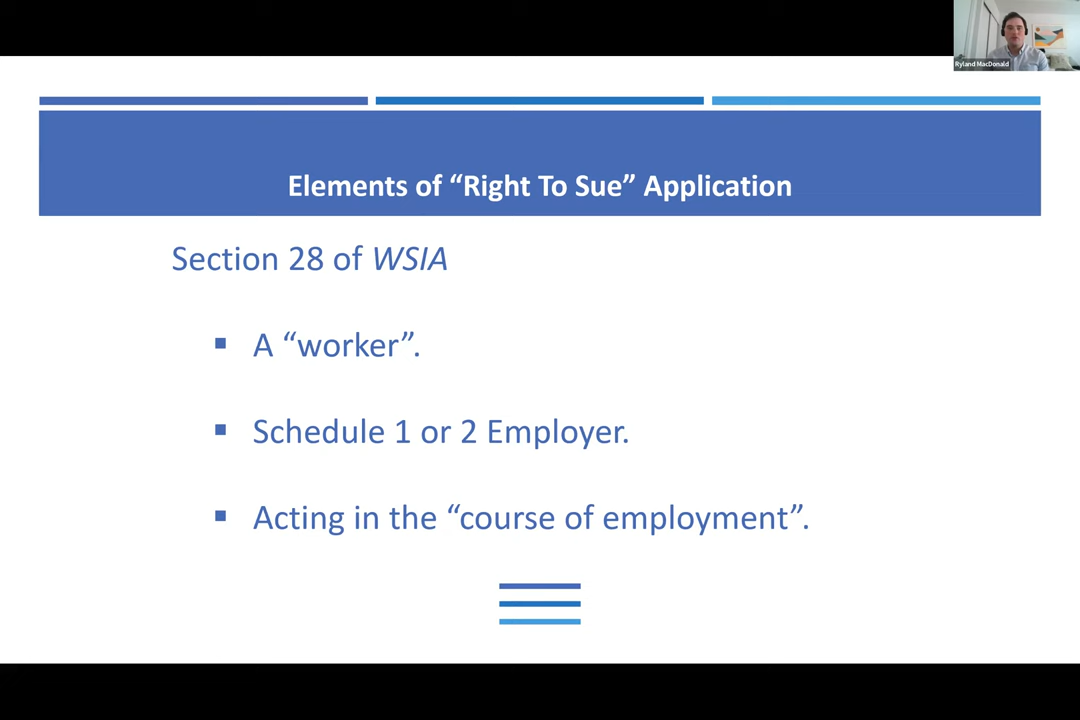 Ryland MacDonald
Elements of “Right To Sue” Application
Section 28 of WSIA
▪ A “worker”.
▪ Schedule 1 or 2 Employer.
▪ Acting in the “course of employment”.